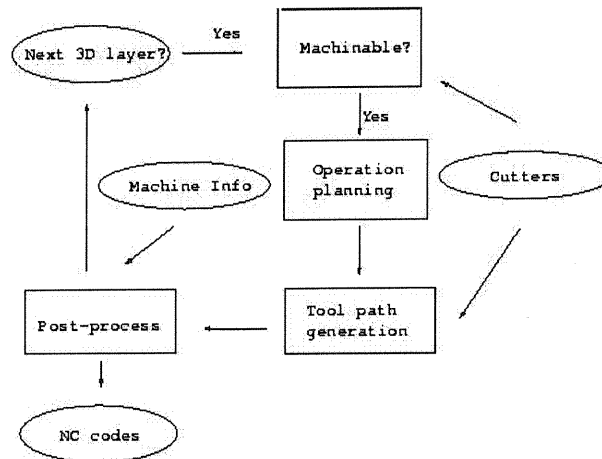 Next 3D layer?
Yes
Machinable?
Yes
Machine Info
Operation
planning
Cutters
Post-process
Tool path
generation
NC codes